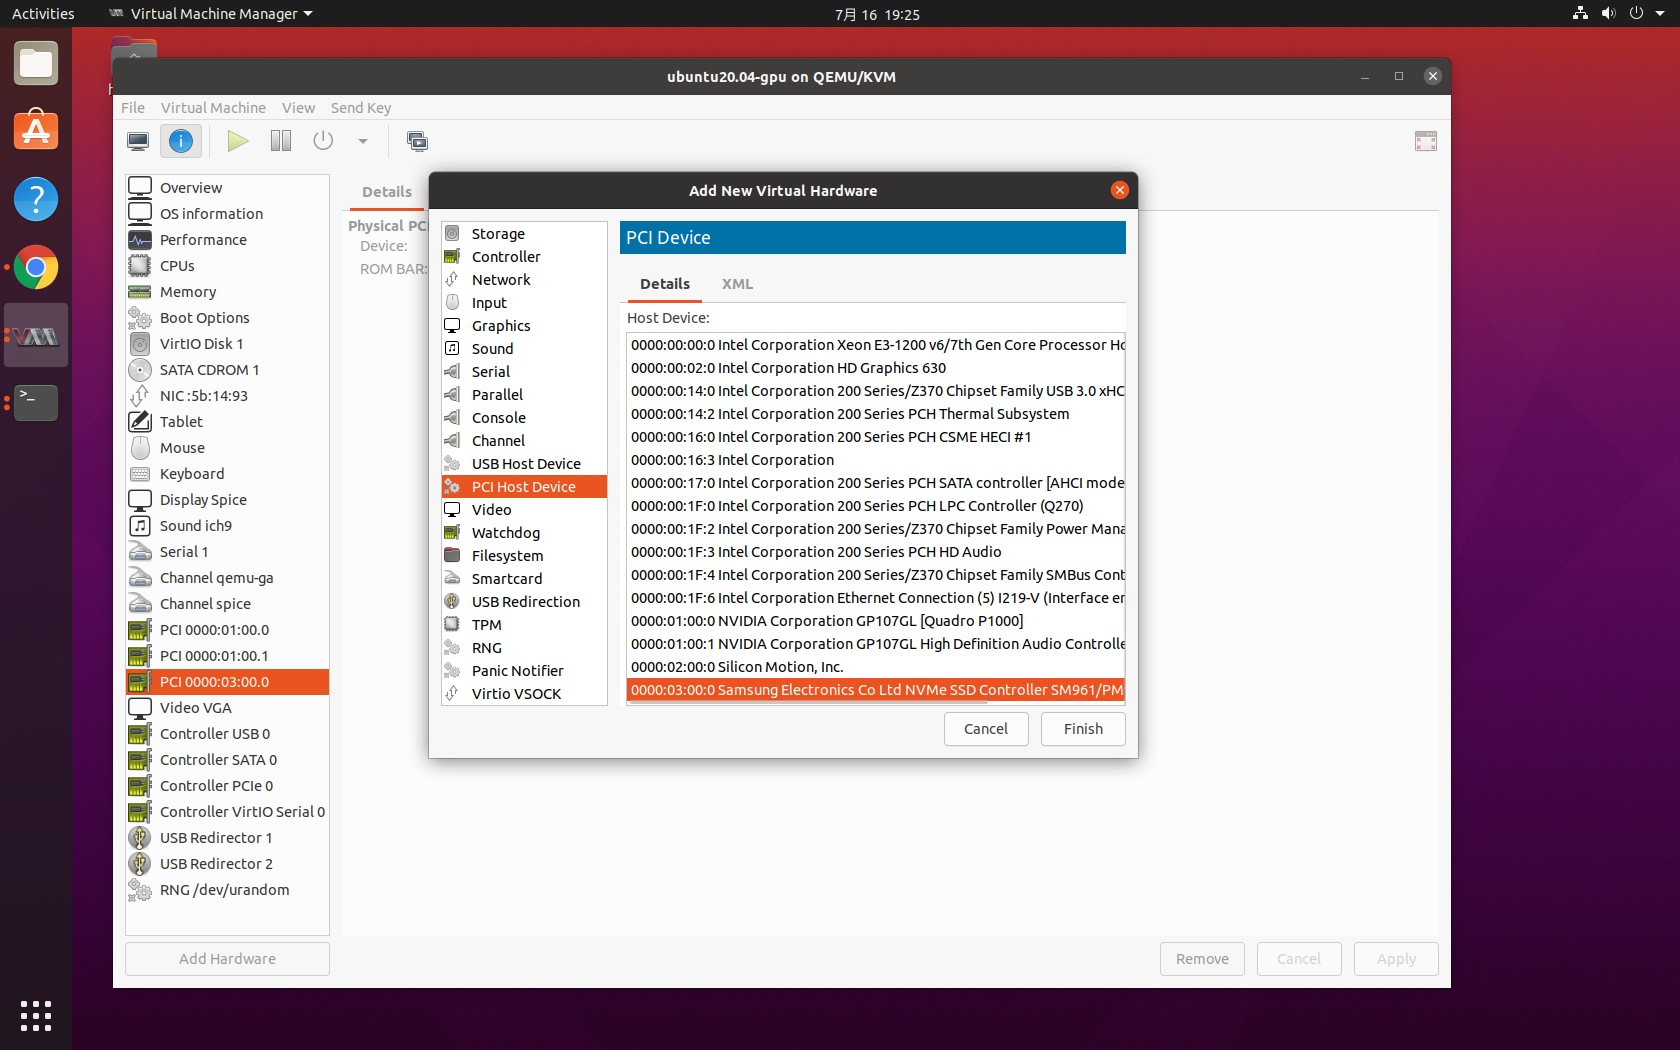 Activities
Virtual Machine Manager
7月 16 19:25
ubuntu20.04-gpu on QEMU/KVM
File Virtual Machine View Send Key
Overview
OS information
Performance
CPUs
Memory
Boot Options
VirtIO Disk 1
SATA CDROM 1
NIC :5b:14:93
Tablet
Mouse
Keyboard
Display Spice
Sound ich9
Serial 1
Channel qemu-ga
Channel spice
PCI 0000:01:00.0
PCI 0000:01:00.1
PCI 0000:03:00.0
Video VGA
Controller USB 0
Controller SATA 0
Controller PCIe 0
Controller VirtIO Serial 0
USB Redirector 1
USB Redirector 2
RNG /dev/urandom
Add Hardware
Details
Physical PC
Device:
ROM BAR:
Add New Virtual Hardware
Storage
Controller
Network
Input
Graphics
Sound
Serial
Parallel
Console
Channel
USB Host Device
PCI Host Device
Video
Watchdog
Filesystem
Smartcard
USB Redirection
TPM
RNG
Panic Notifier
Virtio VSOCK
PCI Device
Details XML
Host Device:
0000:00:00:0 Intel Corporation Xeon E3-1200 v6/7th Gen Core Processor Ho
0000:00:02:0 Intel Corporation HD Graphics 630
0000:00:14:0 Intel Corporation 200 Series/Z370 Chipset Family USB 3.0 xHC
0000:00:14:2 Intel Corporation 200 Series PCH Thermal Subsystem
0000:00:16:0 Intel Corporation 200 Series PCH CSME HECI #1
0000:00:16:3 Intel Corporation
0000:00:17:0 Intel Corporation 200 Series PCH SATA controller [AHCI mode
0000:00:1F:0 Intel Corporation 200 Series PCH LPC Controller (Q270)
0000:00:1F:2 Intel Corporation 200 Series/Z370 Chipset Family Power Mana
0000:00:1F:3 Intel Corporation 200 Series PCH HD Audio
0000:00:1F:4 Intel Corporation 200 Series/Z370 Chipset Family SMBus Cont
0000:00:1F:6 Intel Corporation Ethernet Connection (5) I219-V (Interface er
0000:01:00:0 NVIDIA Corporation GP107GL [Quadro P1000]
0000:01:00:1 NVIDIA Corporation GP107GL High Definition Audio Controlle
0000:02:00:0 Silicon Motion, Inc.
0000:03:00:0 Samsung Electronics Co Ltd NVMe SSD Controller SM961/PM
Cancel Finish
Remove Cancel Apply